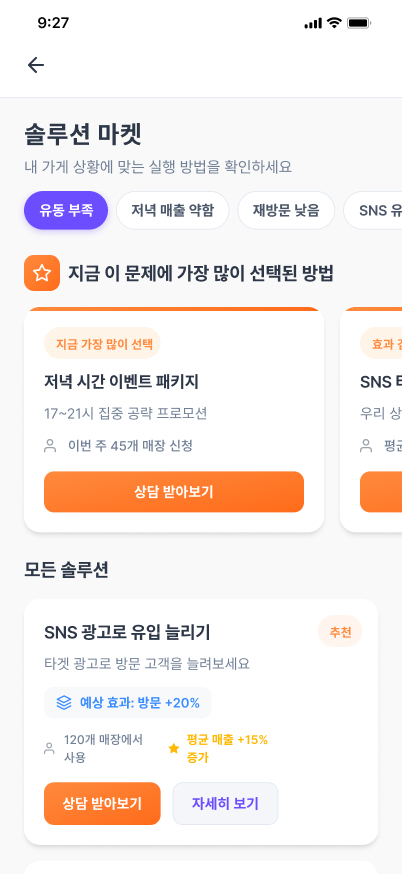 9:27
솔루션 마켓
내 가게 상황에 맞는 실행 방법을 확인하세요
유동 부족
저녁 매출 약함
재방문 낮음
SNS 유
지금 이 문제에 가장 많이 선택된 방법
지금 가장 많이 선택
저녁 시간 이벤트 패키지
17~21시 집중 공략 프로모션
이번 주 45개 매장 신청
상담 받아보기
효과
SNS
우리 상
평
모든 솔루션
SNS 광고로 유입 늘리기
추천
타겟 광고로 방문 고객을 늘려보세요
예상 효과: 방문 +20%
120개 매장에서
사용
평균 매출 +15%
증가
상담 받아보기
자세히 보기